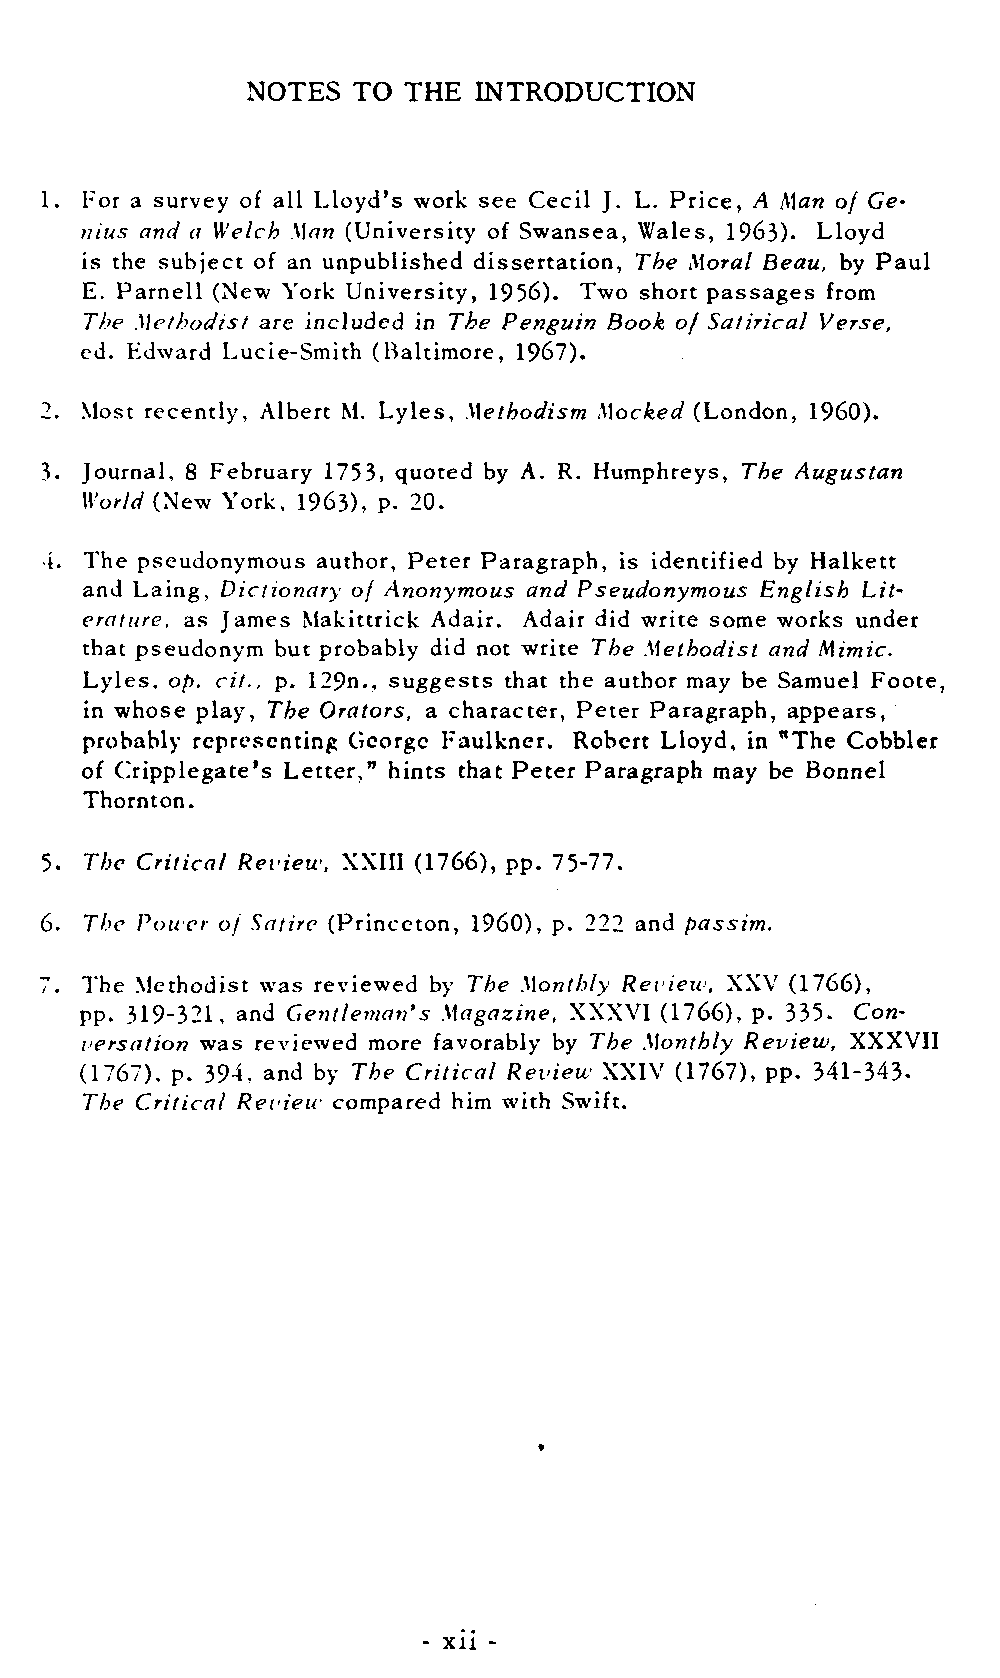 NOTES TO THE INTRODUCTION
1. For a survey of all Lloyd's work see Cecil J. L. Price, A Man of Ge-
nius and a Welch Man (University of Swansea, Wales, 1963). Lloyd
is the subject of an unpublished dissertation, The Moral Beau, by Paul
E. Parnell (New York University, 1956). Two short passages from
The Methodist are included in The Penguin Book of Satirical Verse,
ed. Edward Lucie-Smith (Baltimore, 1967).
2. Most recently, Albert M. Lyles, Methodism Mocked (London, 1960).
3. Journal, 8 February 1753, quoted by A. R. Humphreys, The Augustan
World (New York, 1963), p. 20.
4. The pseudonymous author, Peter Paragraph, is identified by Halkett
and Laing, Dictionary of Anonymous and Pseudonymous English Lit-
erature, as James Makittrick Adair. Adair did write some works under
that pseudonym but probably did not write The Methodist and Mimic.
Lyles, op. cit., p. 129n., suggests that the author may be Samuel Foote,
in whose play, The Orators, a character, Peter Paragraph, appears,
probably representing George Faulkner. Robert Lloyd, in "The Cobbler
of Cripplegate's Letter," hints that Peter Paragraph may be Bonnel
Thornton.
5. The Critical Review, XXIII (1766), pp. 75-77.
6. The Power of Satire (Princeton, 1960), p. 222 and passim.
7. The Methodist was reviewed by The Monthly Review, XXV (1766),
pp. 319-321, and Gentleman's Magazine, XXXVI (1766), p. 335. Con-
versation was reviewed more favorably by The Monthly Review, XXXVII
(1767), p. 394, and by The Critical Review XXIV (1767), pp. 341-343.
The Critical Review compared him with Swift.
- xii -